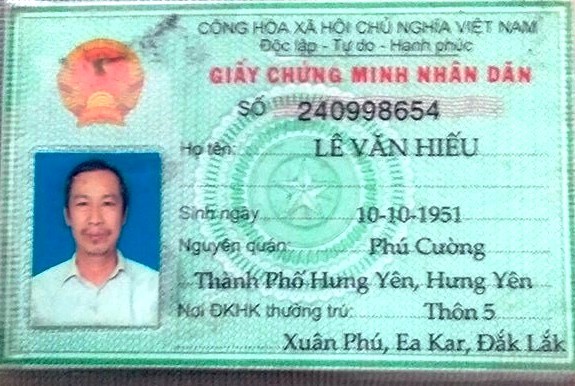 CỘNG HÒA XÃ HỘI CHỦ NGHĨA VIỆT NAM
Độc lập - Tự do - Hạnh phúc
GIẤY CHỨNG MINH NHÂN DÂN
SỐ 240998654
Họ tên: LÊ VĂN HIẾU
Sinh ngày 10-10-1951
Nguyên quán: Phú Cường
Thành Phố Hưng Yên, Hưng Yên
Nơi ĐKHK thường trú: Thôn 5
Xuân Phú, Ea Kar, Đắk Lắk